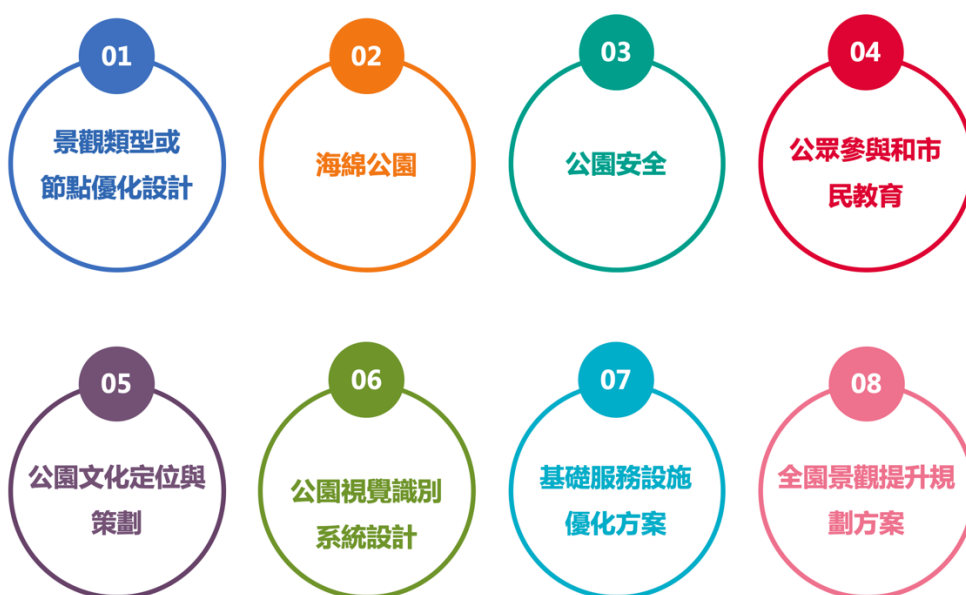 01
景觀類型或
節點優化設計
02
海綿公園
03
公園安全
04
公眾參與和市
民教育
05
公園文化定位與
策劃
06
公園視覺識別
系統設計
07
基礎服務設施
優化方案
08
全園景觀提升規
劃方案